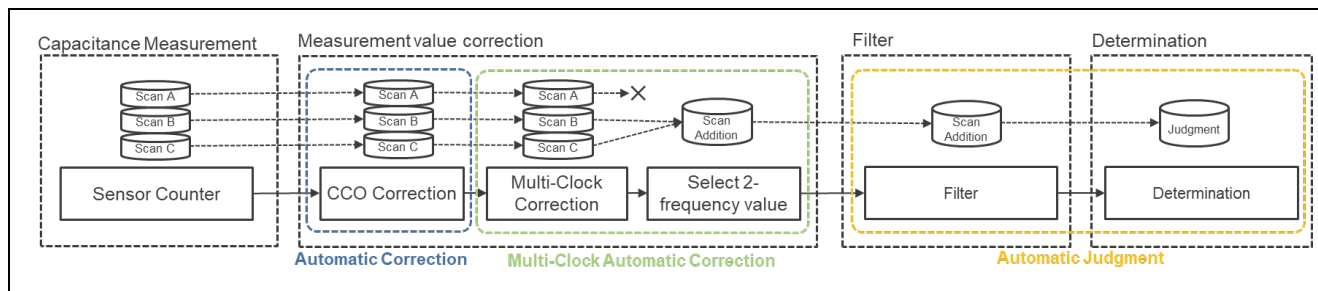 Capacitance Measurement
Measurement value correction
Filter
Determination
Scan A
Scan B
Scan C
Scan A
Scan B
Scan C
Scan A
Scan B
Scan C
Scan
Addition
Scan
Addition
Judgment
Sensor Counter
CCO Correction
Multi-Clock
Correction
Select 2-
frequency value
Filter
Determination
Automatic Correction
Multi-Clock Automatic Correction
Automatic Judgment